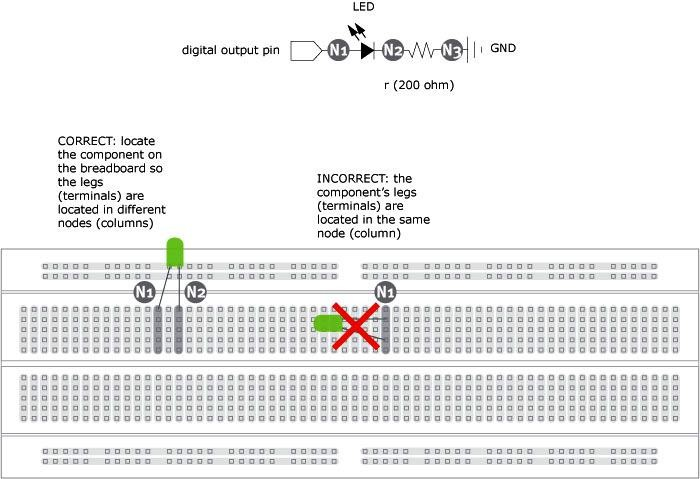 LED
digital output pin N1 N2 N3 GND
r (200 ohm)
CORRECT: locate
the component on
the breadboard so
the legs
(terminals) are
located in different
nodes (columns)
INCORRECT: the
component's legs
(terminals) are
located in the same
node (column)
N1 N2 N1